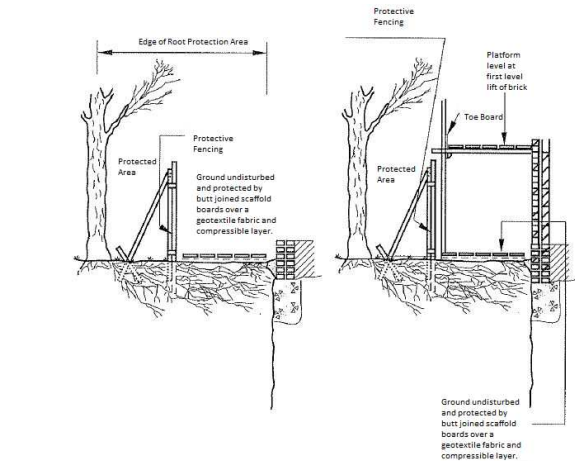 Edge of Root Protection Area
Protective
Fencing
Protected
Area
Ground undisturbed
and protected by
butt joined scaffold
boards over a
geotextile fabric and
compressible layer.
Protective
Fencing
Platform
level at
first level
lift of brick
Toe Board
Protected
Area
Ground undisturbed
and protected by
butt joined scaffold
boards over a
geotextile fabric and
compressible layer.